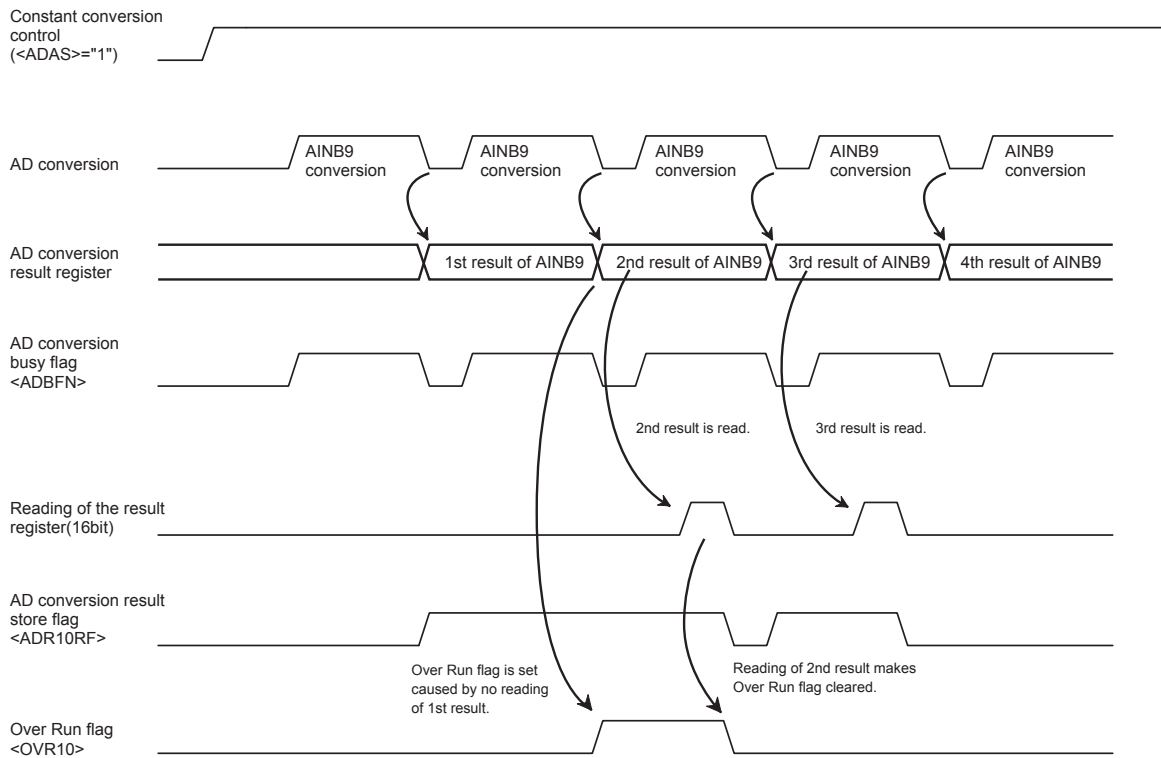 Constant conversion
control
(<ADAS>="1")
AD conversion
AINB9
conversion
AINB9
conversion
AINB9
conversion
AINB9
conversion
AINB9
conversion
AD conversion
result register
1st result of AINB9
2nd result of AINB9
3rd result of AINB9
4th result of AINB9
AD conversion
busy flag
<ADBFN>
2nd result is read.
3rd result is read.
Reading of the result
register(16bit)
AD conversion result
store flag
<ADR10RF>
Over Run flag is set
caused by no reading
of 1st result.
Reading of 2nd result makes
Over Run flag cleared.
Over Run flag
<OVR10>